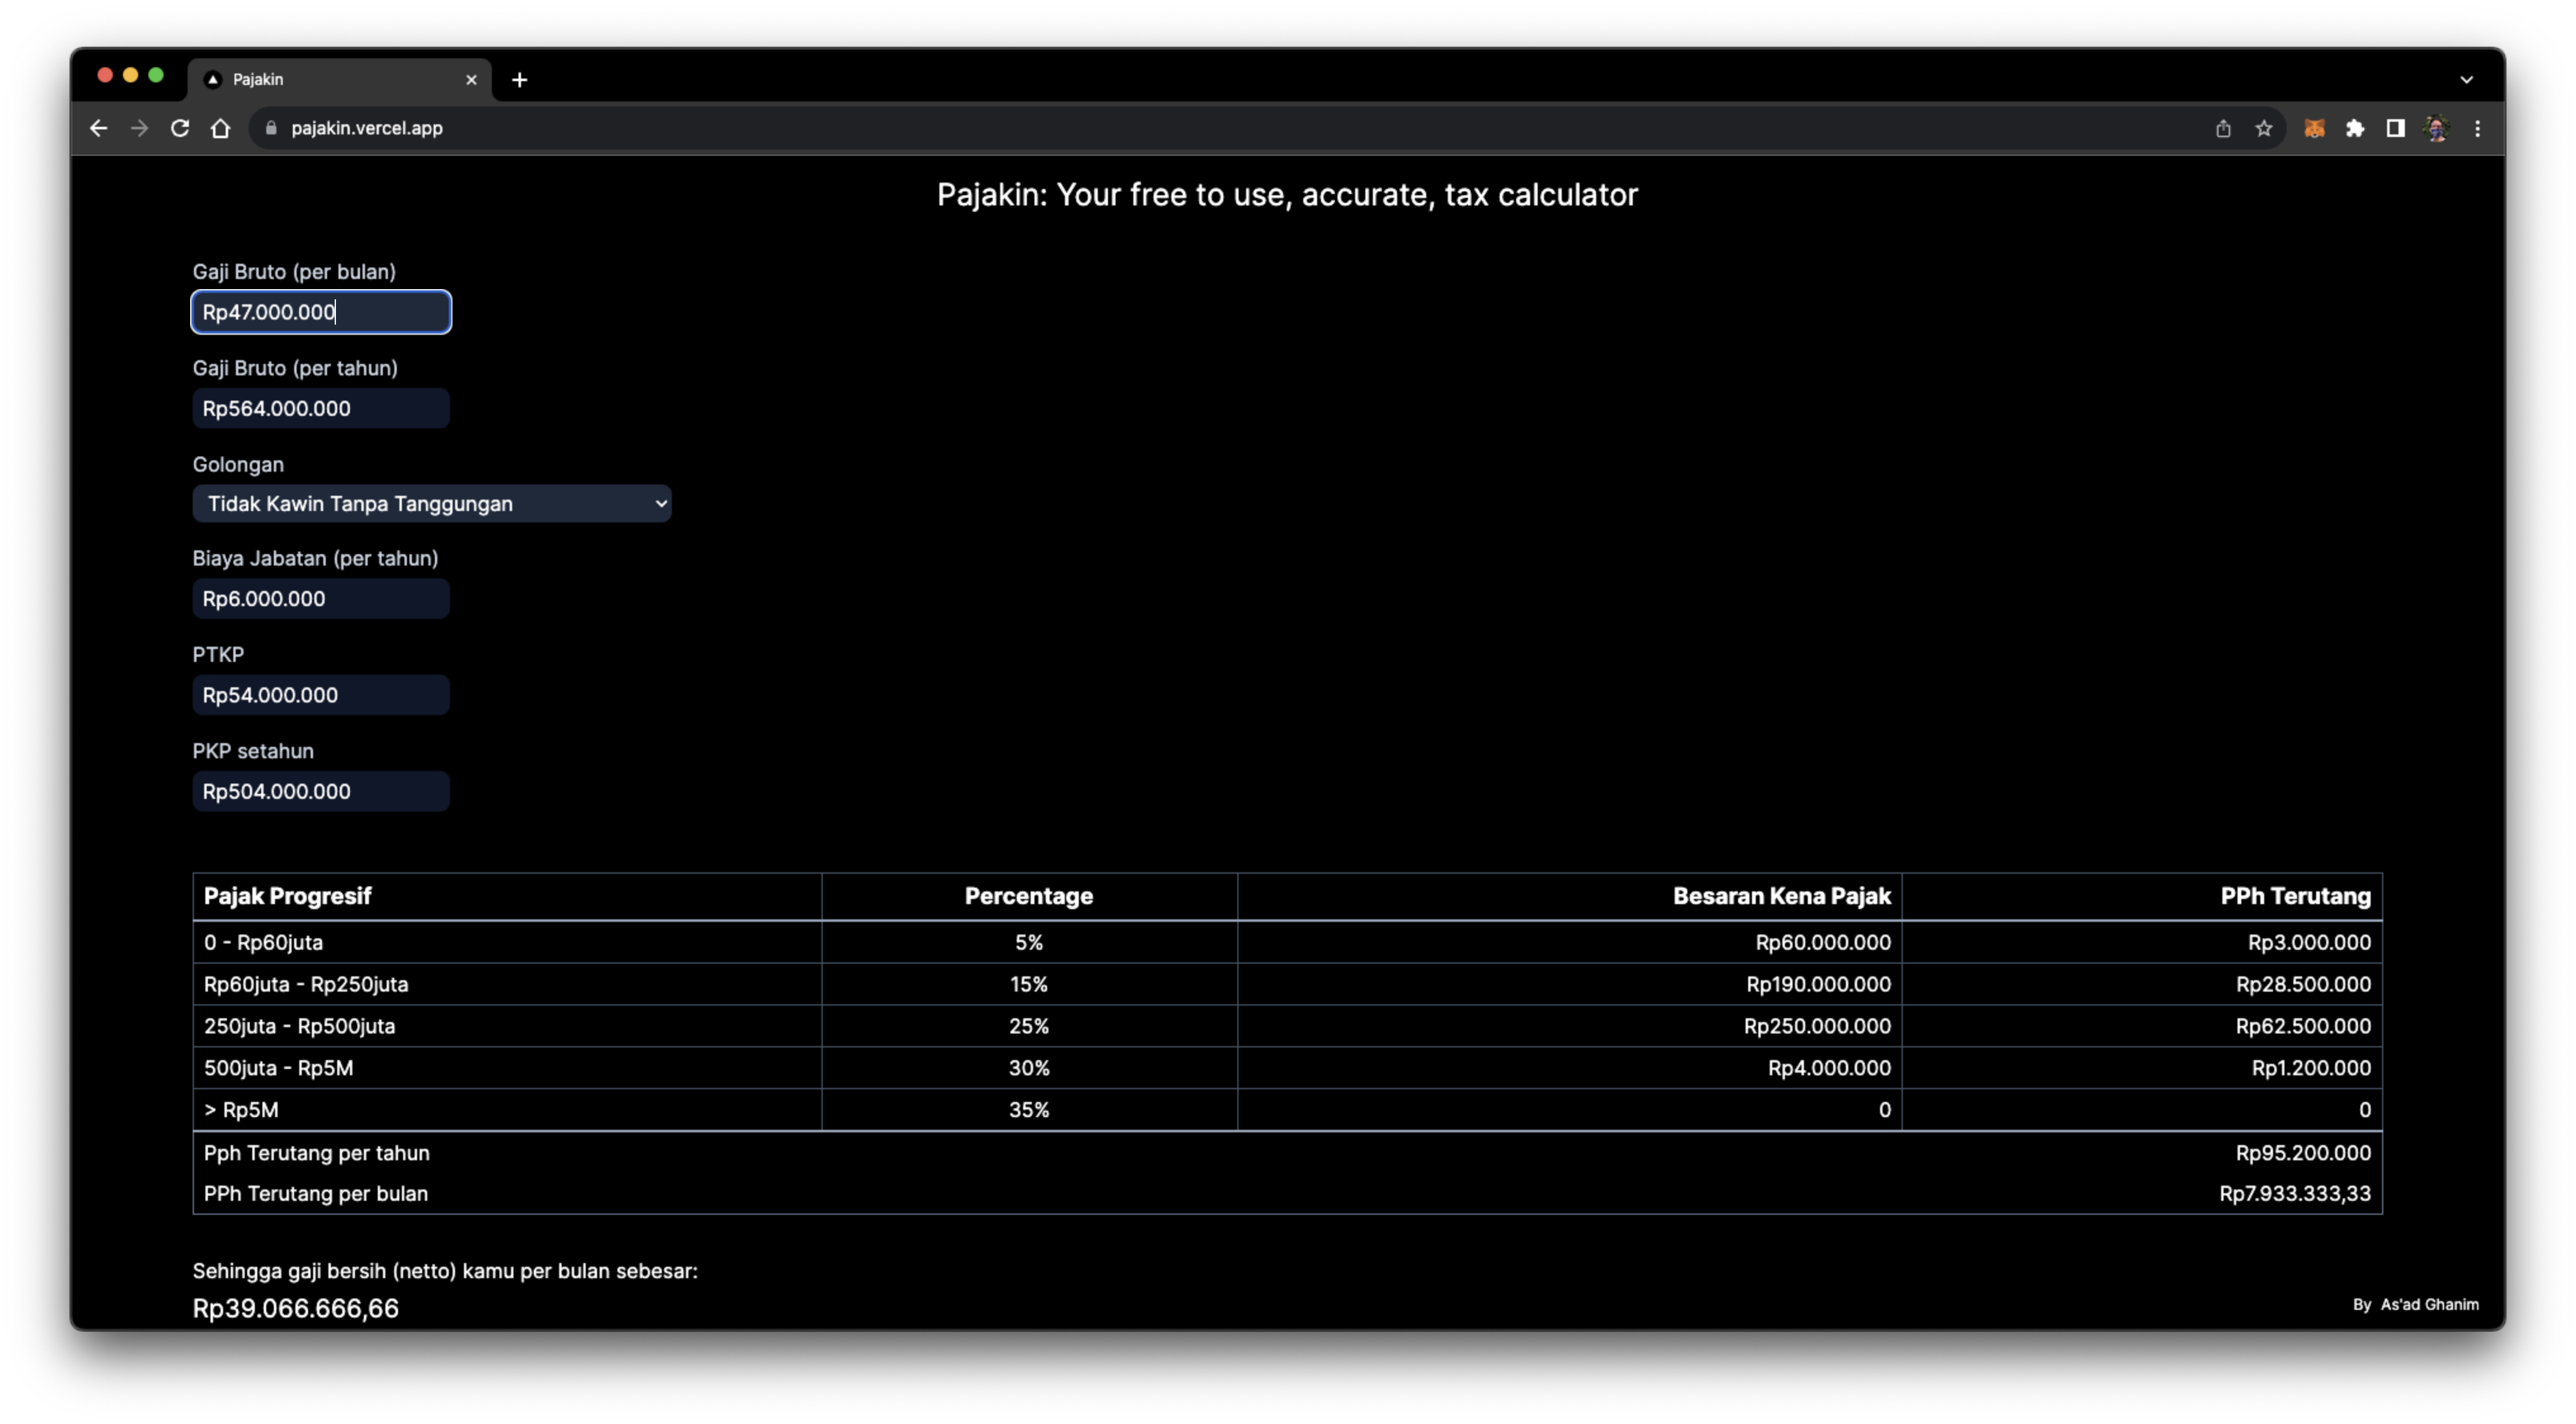 Pajakin
pajakin.vercel.app
Pajakin: Your free to use, accurate, tax calculator
Gaji Bruto (per bulan)
Rp47.000.000
Gaji Bruto (per tahun)
Rp564.000.000
Golongan
Tidak Kawin Tanpa Tanggungan
Biaya Jabatan (per tahun)
Rp6.000.000
PTKP
Rp54.000.000
PKP setahun
Rp504.000.000
Pajak Progresif Percentage Besaran Kena Pajak PPh Terutang
0 - Rp60juta 5% Rp60.000.000 Rp3.000.000
Rp60juta - Rp250juta 15% Rp190.000.000 Rp28.500.000
250juta - Rp500juta 25% Rp250.000.000 Rp62.500.000
500juta - Rp5M 30% Rp4.000.000 Rp1.200.000
> Rp5M 35% 0 0
Pph Terutang per tahun Rp95.200.000
PPh Terutang per bulan Rp7.933.333,33
Sehingga gaji bersih (netto) kamu per bulan sebesar:
Rp39.066.666,66
By As'ad Ghanim